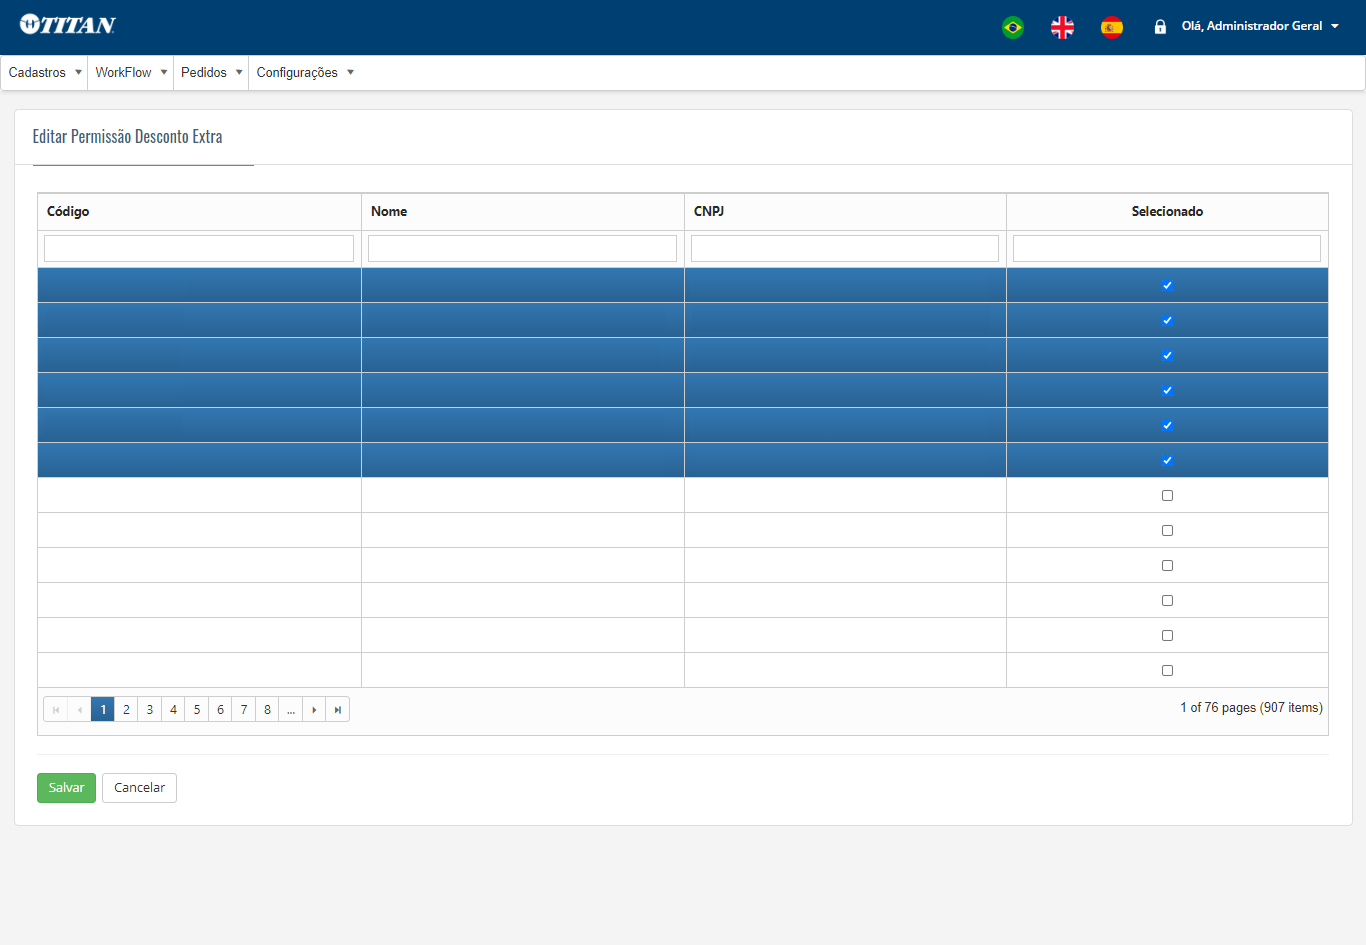 TITAN
Olá, Administrador Geral
Cadastros WorkFlow Pedidos Configurações
Editar Permissão Desconto Extra
Código Nome CNPJ Selecionado
1 2 3 4 5 6 7 8 ... 1 of 76 pages (907 items)
Salvar Cancelar